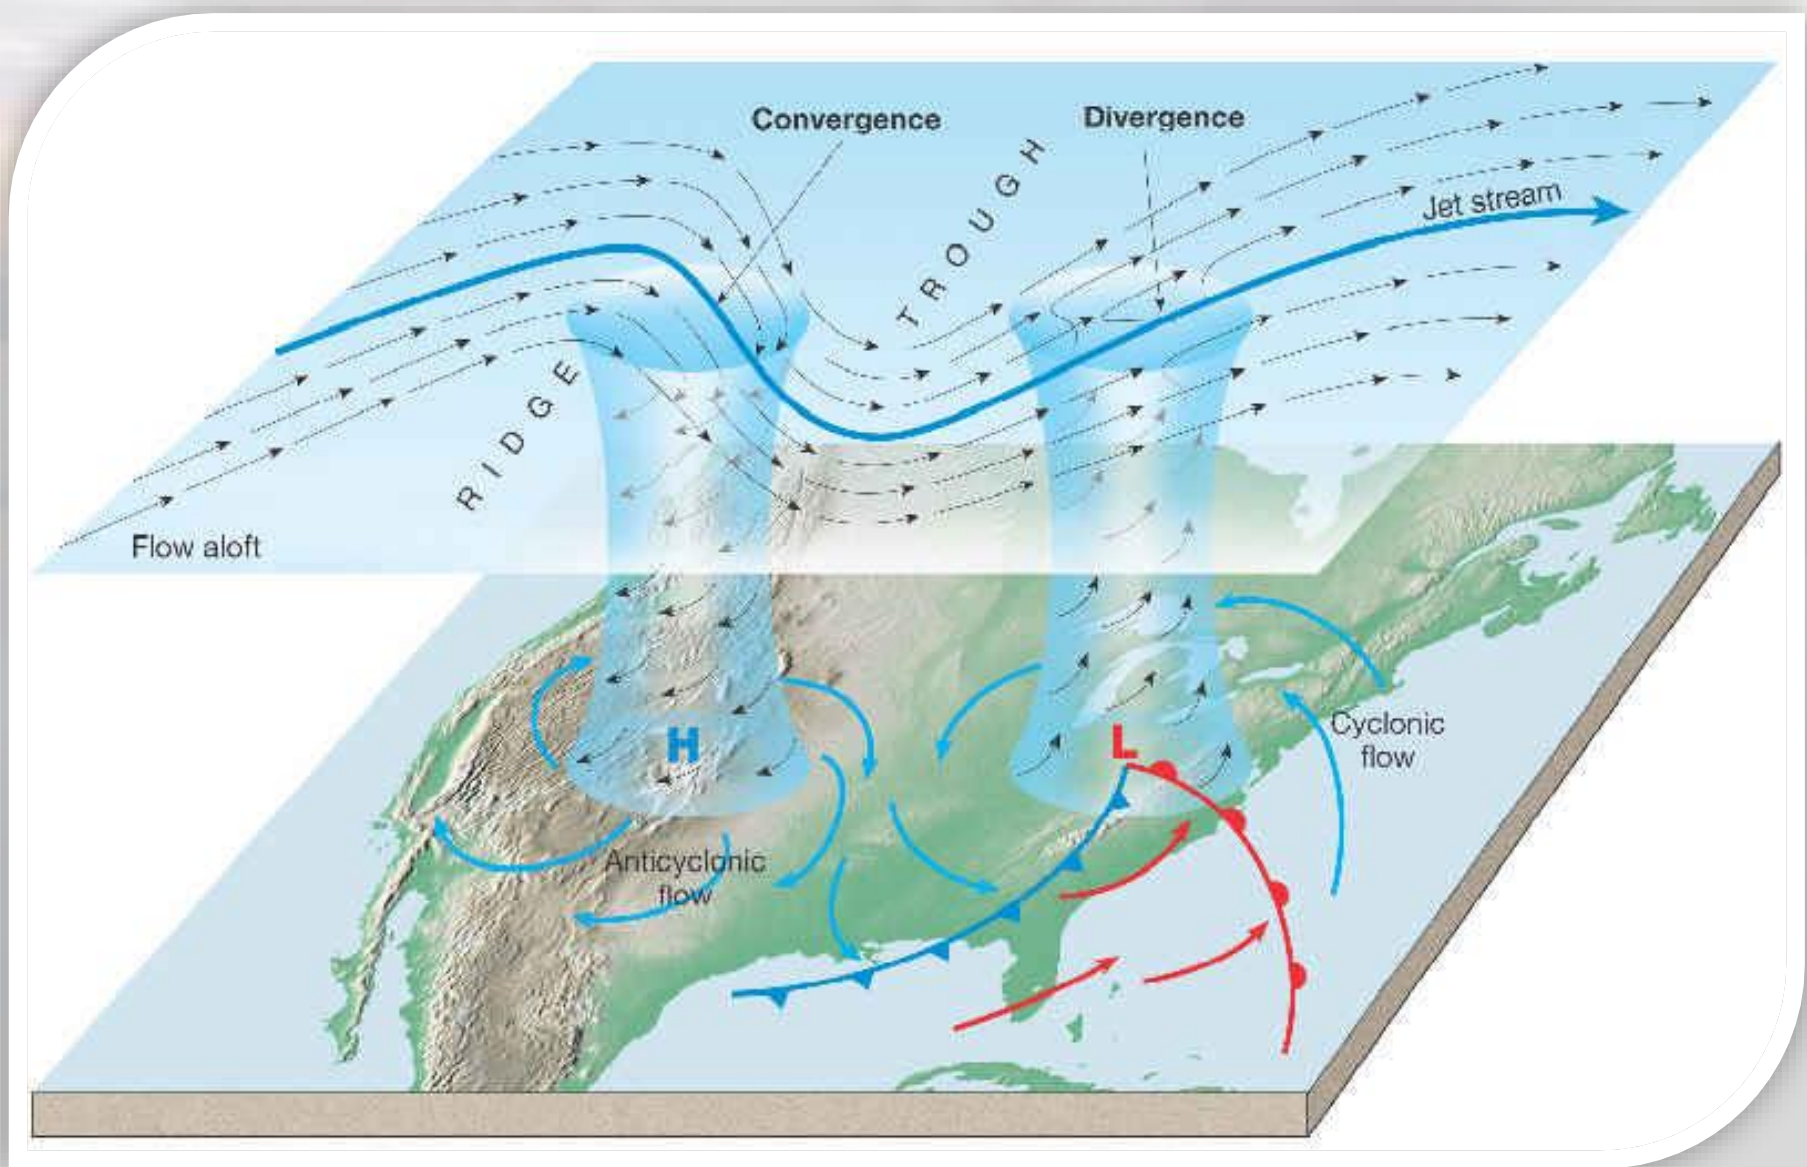 Convergence
Divergence
TROUGH
Jet stream
RIDGE
Flow aloft
H
L
Cyclonic
flow
Anticyclonic
flow